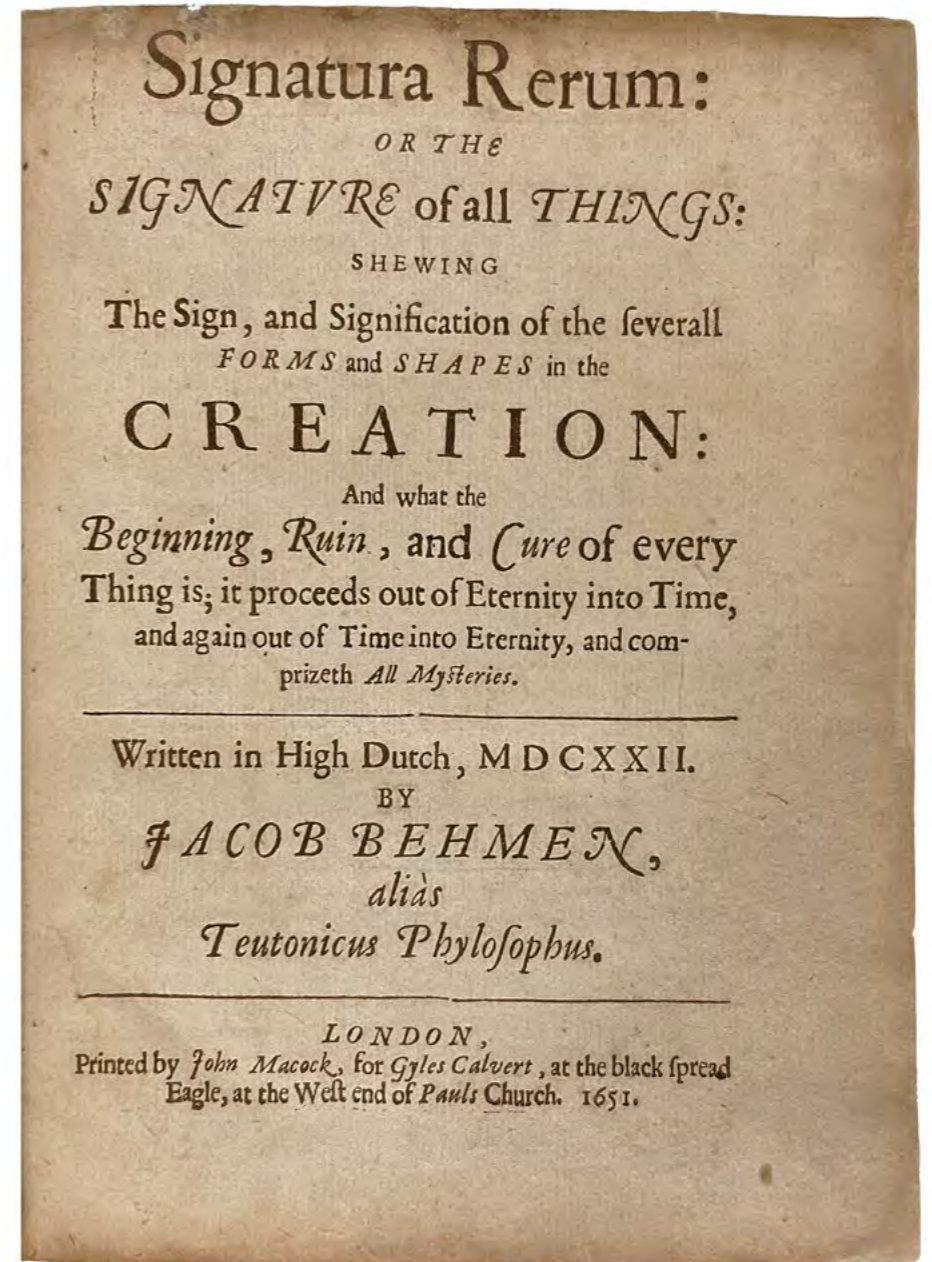 Signatura Rerum:
OR THE
SIGNATVRE of all THINGS:
SHEWING
The Sign, and Signification of the ſeverall
FORMS and SHAPES in the
CREATION:
And what the
Beginning, Ruin, and Cure of every
Thing is; it proceeds out of Eternity into Time,
and again out of Time into Eternity, and com-
prizeth All Myſteries.
Written in High Dutch, MDCXXII.
BY
JACOB BEHMEN,
aliàs
Teutonicus Phyloſophus.
LONDON,
Printed by John Macock, for Gyles Calvert, at the black ſpread
Eagle, at the Weſt end of Pauls Church. 1651.